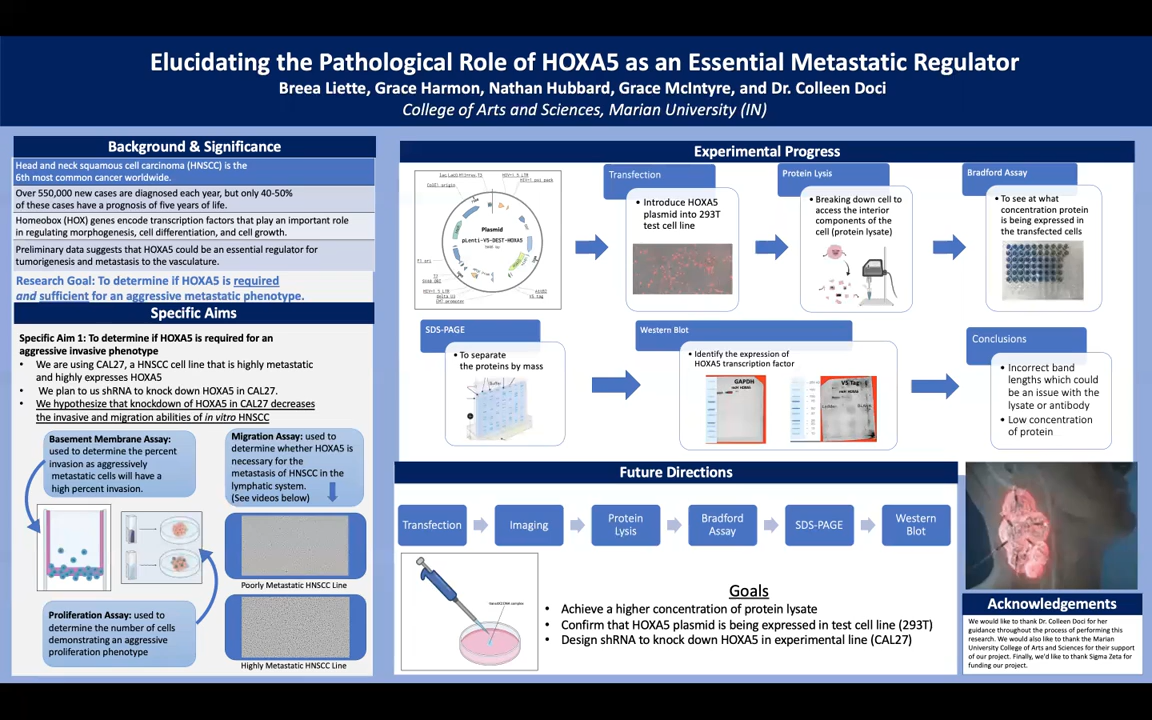 Elucidating the Pathological Role of HOXA5 as an Essential Metastatic Regulator
Breea Liette, Grace Harmon, Nathan Hubbard, Grace McIntyre, and Dr. Colleen Doci
College of Arts and Sciences, Marian University (IN)
Background & Significance
Head and neck squamous cell carcinoma (HNSCC) is the
6th most common cancer worldwide.
Over 550,000 new cases are diagnosed each year, but only 40-50%
of these cases have a prognosis of five years of life.
Homeobox (HOX) genes encode transcription factors that play an important role
in regulating morphogenesis, cell differentiation, and cell growth.
Preliminary data suggests that HOXA5 could be an essential regulator for
tumorigenesis and metastasis to the vasculature.
Research Goal: To determine if HOXA5 is required
and sufficient for an aggressive metastatic phenotype.
Specific Aims
Specific Aim 1: To determine if HOXA5 is required for an
aggressive invasive phenotype
• We are using CAL27, a HNSCC cell line that is highly metastatic
and highly expresses HOXA5
• We plan to us shRNA to knock down HOXA5 in CAL27.
• We hypothesize that knockdown of HOXA5 in CAL27 decreases
the invasive and migration abilities of in vitro HNSCC
Basement Membrane Assay:
used to determine the percent
invasion as aggressively
metastatic cells will have a
high percent invasion.
Migration Assay: used to
determine whether HOXA5 is
necessary for the
metastasis of HNSCC in the
lymphatic system.
(See videos below)
Poorly Metastatic HNSCC Line
Proliferation Assay: used to
determine the number of cells
demonstrating an aggressive
proliferation phenotype
Highly Metastatic HNSCC Line
Experimental Progress
Plasmid
pLenti-V5-DEST-HOXA5
Transfection
• Introduce HOXA5
plasmid into 293T
test cell line
Protein Lysis
• Breaking down cell to
access the interior
components of the
cell (protein lysate)
Bradford Assay
• To see at what
concentration protein
is being expressed in
the transfected cells
SDS-PAGE
• To separate
the proteins by mass
Western Blot
• Identify the expression of
HOXA5 transcription factor
GAPDH
V5 Tag
Conclusions
• Incorrect band
lengths which could
be an issue with the
lysate or antibody
• Low concentration
of protein
Future Directions
Transfection
Imaging
Protein
Lysis
Bradford
Assay
SDS-PAGE
Western
Blot
Goals
• Achieve a higher concentration of protein lysate
• Confirm that HOXA5 plasmid is being expressed in test cell line (293T)
• Design shRNA to knock down HOXA5 in experimental line (CAL27)
Acknowledgements
We would like to thank Dr. Colleen Doci for her
guidance throughout the process of performing this
research. We would also like to thank the Marian
University College of Arts and Sciences for their support
of our project. Finally, we'd like to thank Sigma Zeta for
funding our project.